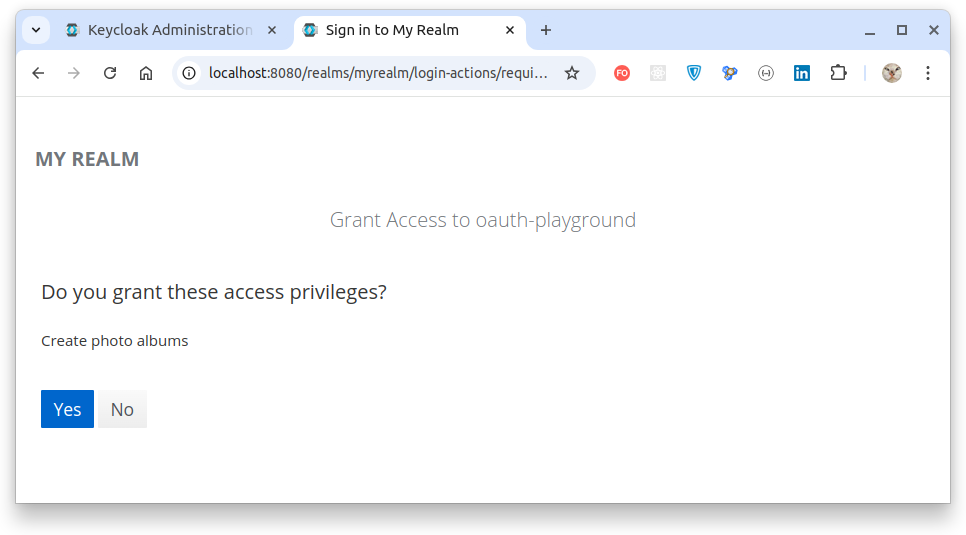 Keycloak Administration
Sign in to My Realm
localhost:8080/realms/myrealm/login-actions/requi...
FO
in
MY REALM
Grant Access to oauth-playground
Do you grant these access privileges?
Create photo albums
Yes
No